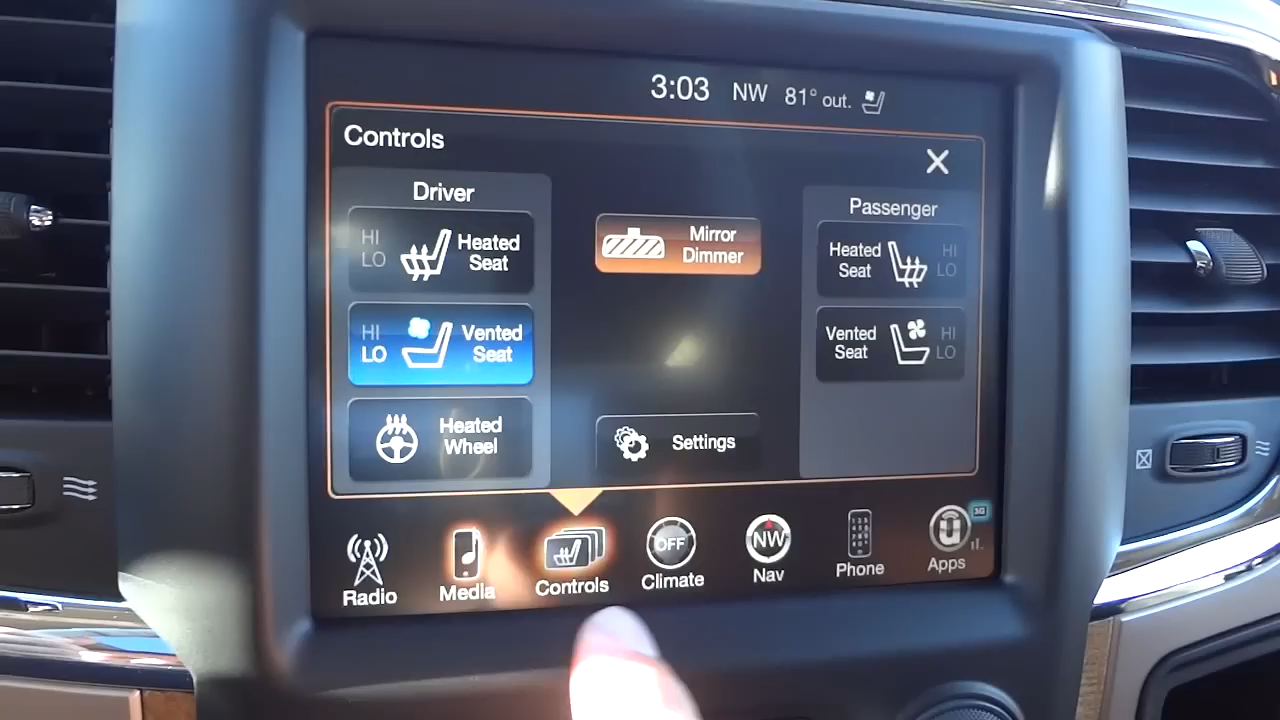 3:03 NW 81° out.
Controls
Driver
HI
LO
Heated
Seat
HI
LO
Vented
Seat
Heated
Wheel
Mirror
Dimmer
Settings
Passenger
Heated
Seat
HI
LO
Vented
Seat
HI
LO
Radio
Media
Controls
OFF
Climate
NW
Nav
Phone
3G
Apps